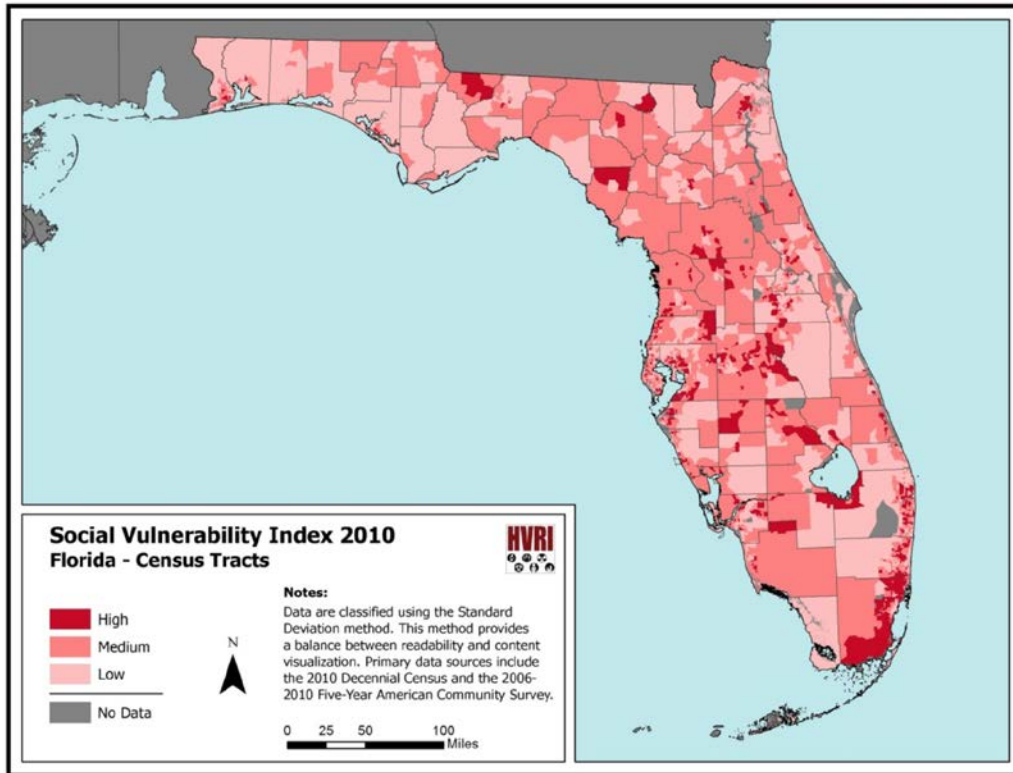 Social Vulnerability Index 2010
Florida - Census Tracts
HVRI
High
Medium
Low
No Data
N
Notes:
Data are classified using the Standard
Deviation method. This method provides
a balance between readability and content
visualization. Primary data sources include
the 2010 Decennial Census and the 2006-
2010 Five-Year American Community Survey.
0 25 50 100
Miles